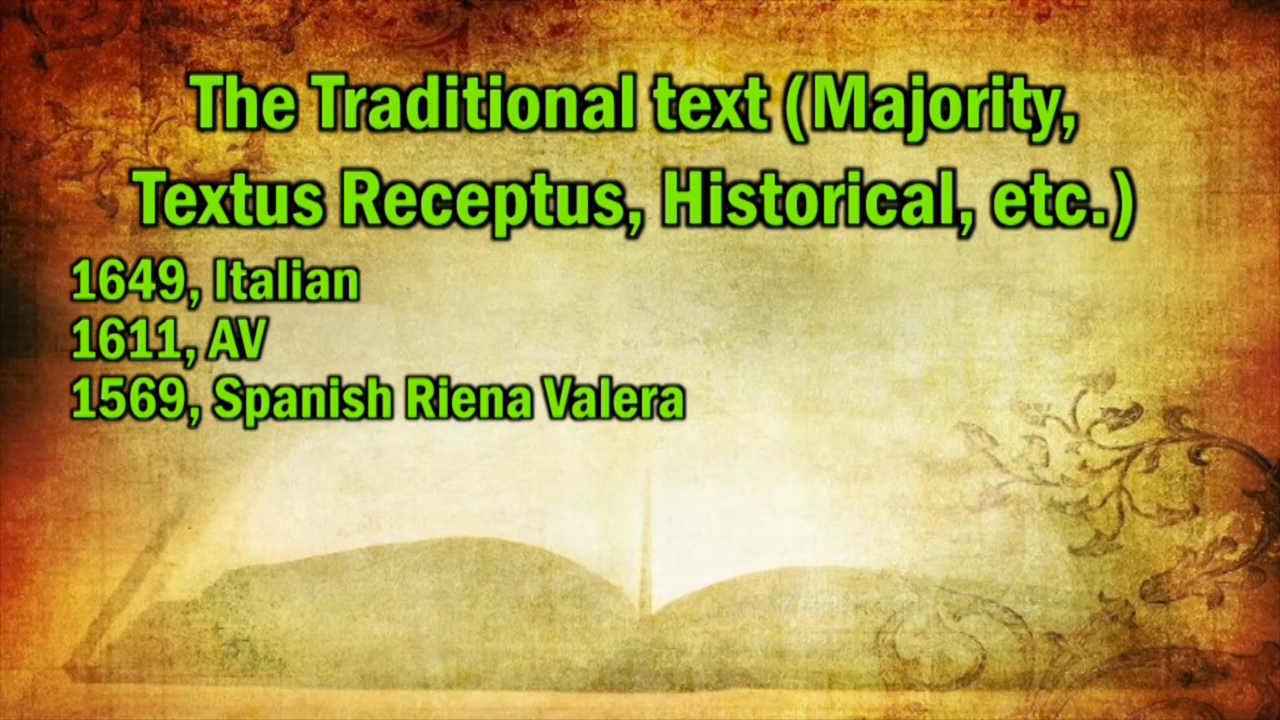 The Traditional text (Majority,
Textus Receptus, Historical, etc.)
1649, Italian
1611, AV
1569, Spanish Riena Valera